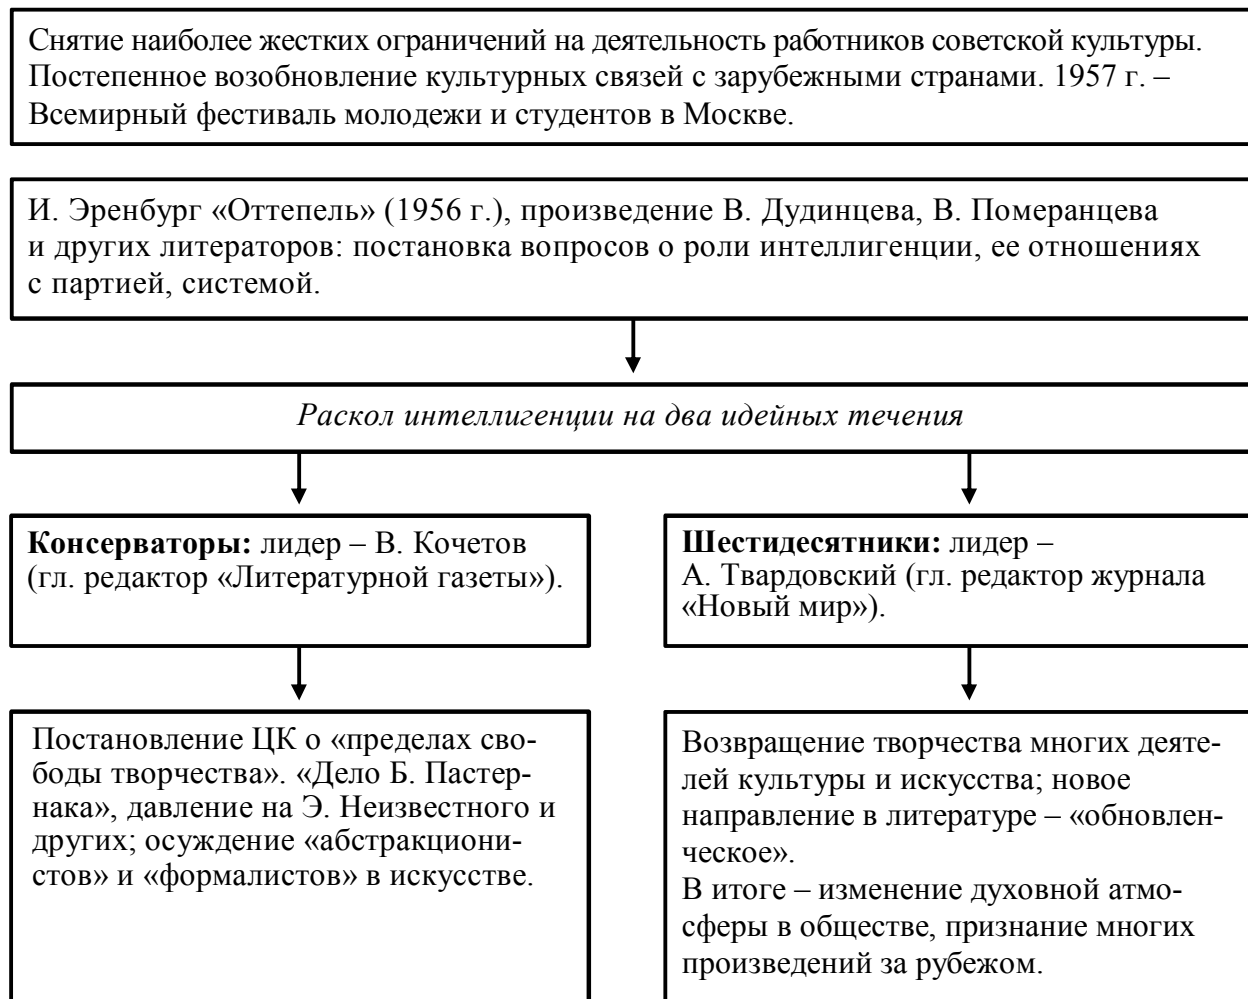 Снятие наиболее жестких ограничений на деятельность работников советской культуры.
Постепенное возобновление культурных связей с зарубежными странами. 1957 г. –
Всемирный фестиваль молодежи и студентов в Москве.
И. Эренбург «Оттепель» (1956 г.), произведение В. Дудинцева, В. Померанцева
и других литераторов: постановка вопросов о роли интеллигенции, ее отношениях
с партией, системой.
Раскол интеллигенции на два идейных течения
Консерваторы: лидер – В. Кочетов
(гл. редактор «Литературной газеты»).
Шестидесятники: лидер –
А. Твардовский (гл. редактор журнала
«Новый мир»).
Постановление ЦК о «пределах сво-
боды творчества». «Дело Б. Пастер-
нака», давление на Э. Неизвестного и
других; осуждение «абстракциони-
стов» и «формалистов» в искусстве.
Возвращение творчества многих деяте-
лей культуры и искусства; новое
направление в литературе – «обновлен-
ческое».
В итоге – изменение духовной атмо-
сферы в обществе, признание многих
произведений за рубежом.